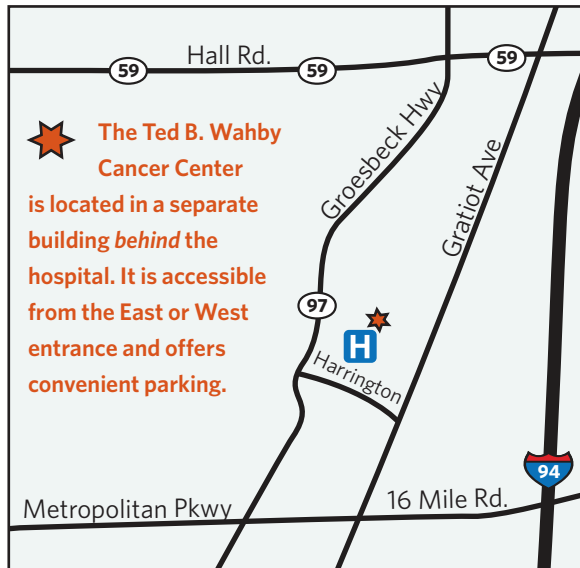 Hall Rd.
59
59
59
The Ted B. Wahby
Cancer Center
is located in a separate
building behind the
hospital. It is accessible
from the East or West
entrance and offers
convenient parking.
Groesbeck Hwy
Gratiot Ave
97
H
Harrington
94
Metropolitan Pkwy
16 Mile Rd.